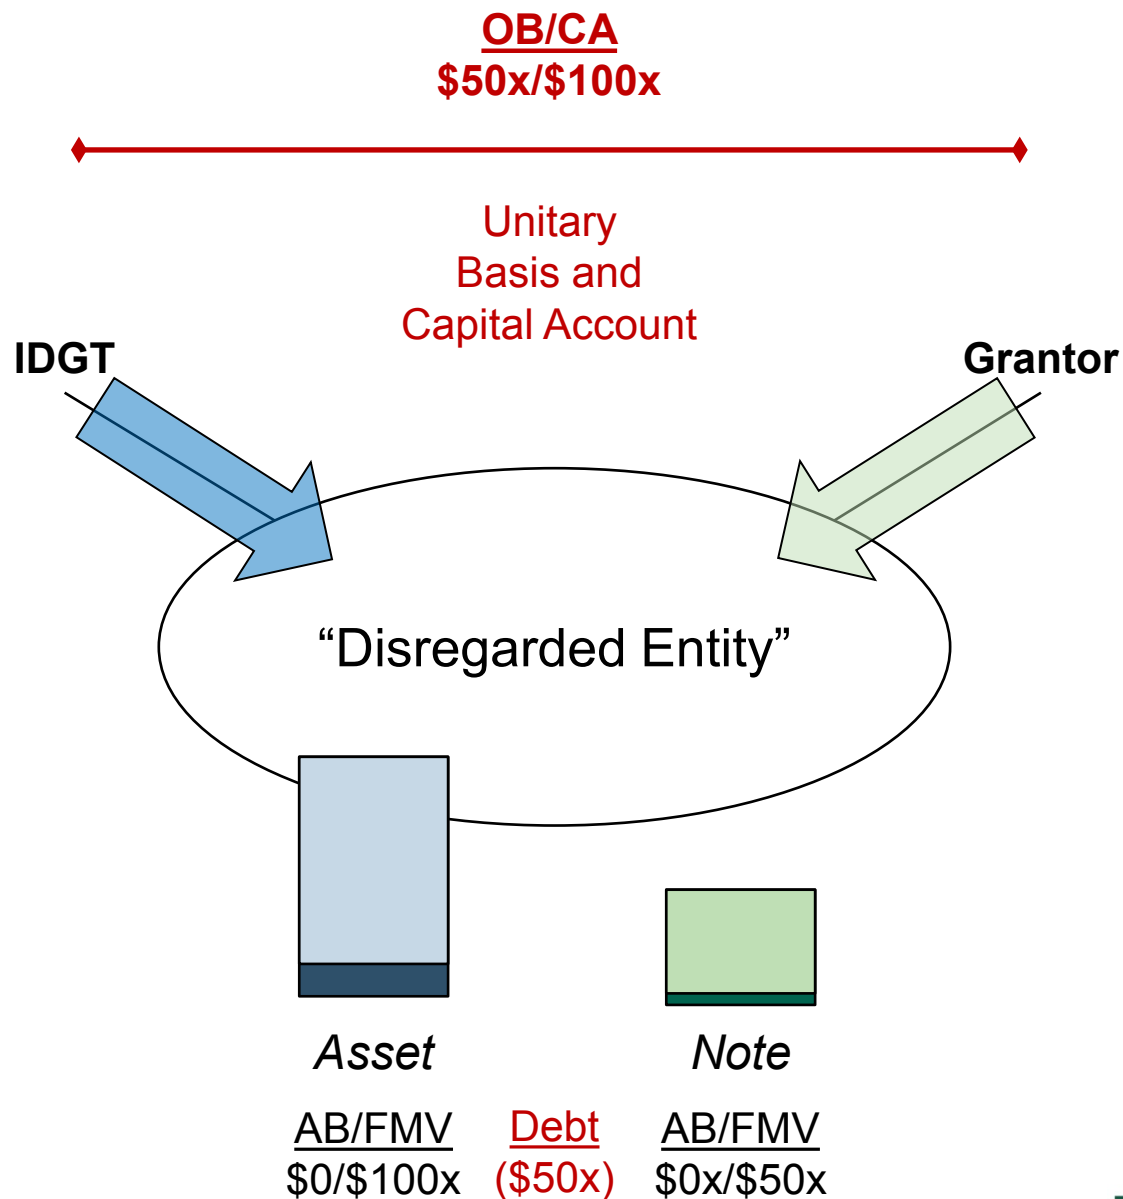 OB/CA
$50x/$100x
Unitary
Basis and
Capital Account
IDGT
Grantor
“Disregarded Entity”
Asset
Note
AB/FMV
$0/$100x
Debt
($50x)
AB/FMV
$0x/$50x